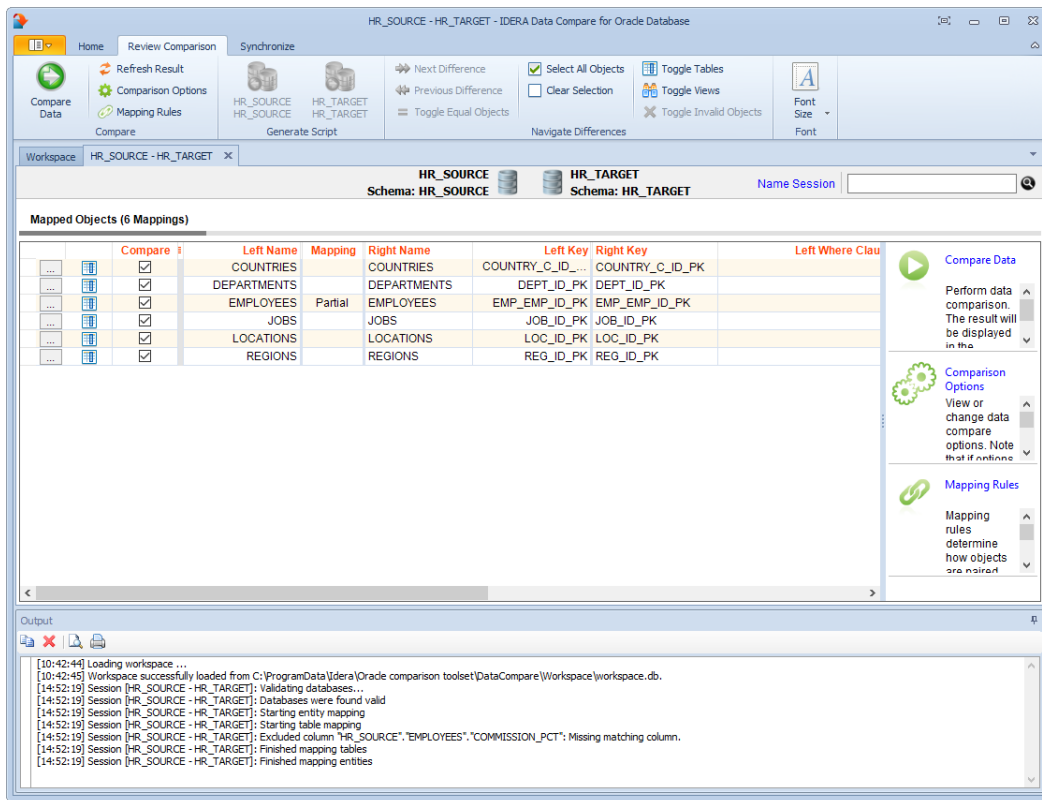 HR_SOURCE - HR_TARGET - IDERA Data Compare for Oracle Database
Home Review Comparison Synchronize
Compare Data
Refresh Result
Comparison Options
Mapping Rules
Compare
HR_SOURCE HR_SOURCE
HR_TARGET HR_TARGET
Generate Script
Next Difference
Previous Difference
Toggle Equal Objects
Select All Objects
Clear Selection
Toggle Tables
Toggle Views
Toggle Invalid Objects
Navigate Differences
A
Font Size
Font
Workspace HR_SOURCE - HR_TARGET
HR_SOURCE HR_TARGET
Schema: HR_SOURCE Schema: HR_TARGET
Name Session
Mapped Objects (6 Mappings)
Compare Left Name Mapping Right Name Left Key Right Key Left Where Clau
... COUNTRIES COUNTRIES COUNTRY_C_ID_... COUNTRY_C_ID_PK
... DEPARTMENTS DEPARTMENTS DEPT_ID_PK DEPT_ID_PK
... EMPLOYEES Partial EMPLOYEES EMP_EMP_ID_PK EMP_EMP_ID_PK
... JOBS JOBS JOB_ID_PK JOB_ID_PK
... LOCATIONS LOCATIONS LOC_ID_PK LOC_ID_PK
... REGIONS REGIONS REG_ID_PK REG_ID_PK
Compare Data
Perform data
comparison.
The result will
be displayed
in the
Comparison
Options
View or
change data
compare
options. Note
that if options
Mapping Rules
Mapping
rules
determine
how objects
are paired
Output
[10:42:44] Loading workspace ...
[10:42:45] Workspace successfully loaded from C:\ProgramData\Idera\Oracle comparison toolset\DataCompare\Workspace\workspace.db.
[14:52:19] Session [HR_SOURCE - HR_TARGET]: Validating databases...
[14:52:19] Session [HR_SOURCE - HR_TARGET]: Databases were found valid
[14:52:19] Session [HR_SOURCE - HR_TARGET]: Starting entity mapping
[14:52:19] Session [HR_SOURCE - HR_TARGET]: Starting table mapping
[14:52:19] Session [HR_SOURCE - HR_TARGET]: Excluded column "HR_SOURCE"."EMPLOYEES"."COMMISSION_PCT": Missing matching column.
[14:52:19] Session [HR_SOURCE - HR_TARGET]: Finished mapping tables
[14:52:19] Session [HR_SOURCE - HR_TARGET]: Finished mapping entities